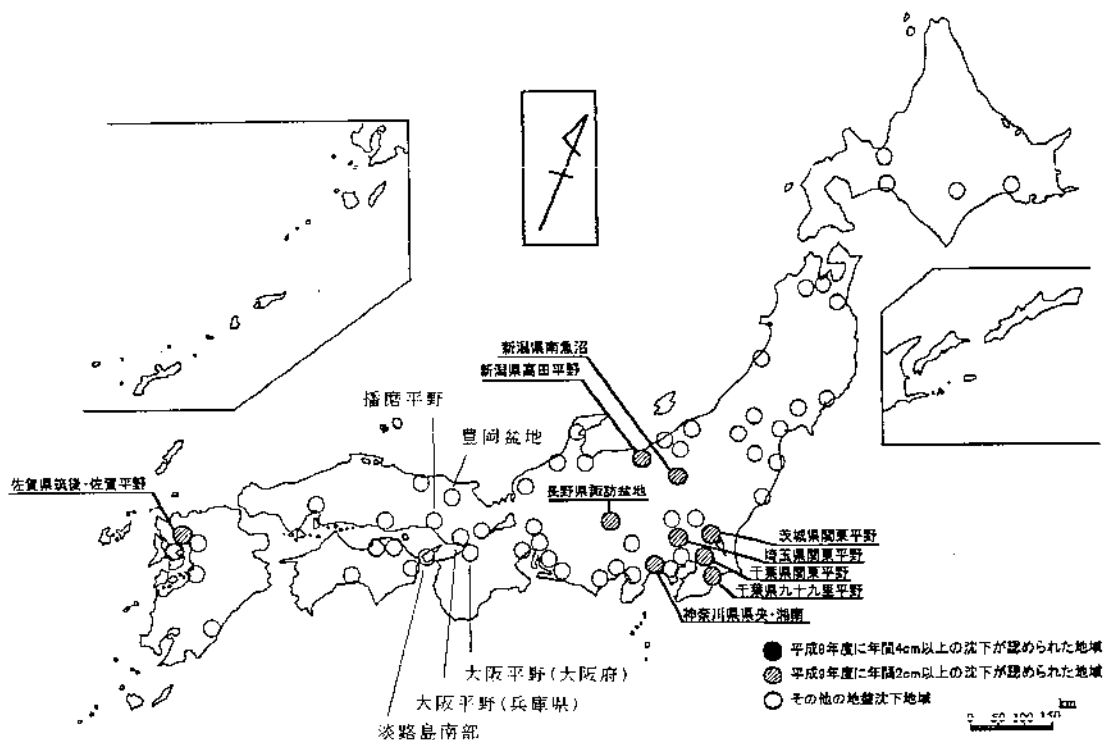 新潟県南魚沼
新潟県高田平野
播磨平野
豊岡盆地
佐賀県筑後・佐賀平野
長野県諏訪盆地
茨城県関東平野
埼玉県関東平野
千葉県関東平野
千葉県九十九里平野
神奈川県県央・湘南
大阪平野(大阪府)
大阪平野(兵庫県)
淡路島南部
平成9年度に年間4cm以上の沈下が認められた地域
平成9年度に年間2cm以上の沈下が認められた地域
その他の地盤沈下地域
km
0 50 100 150